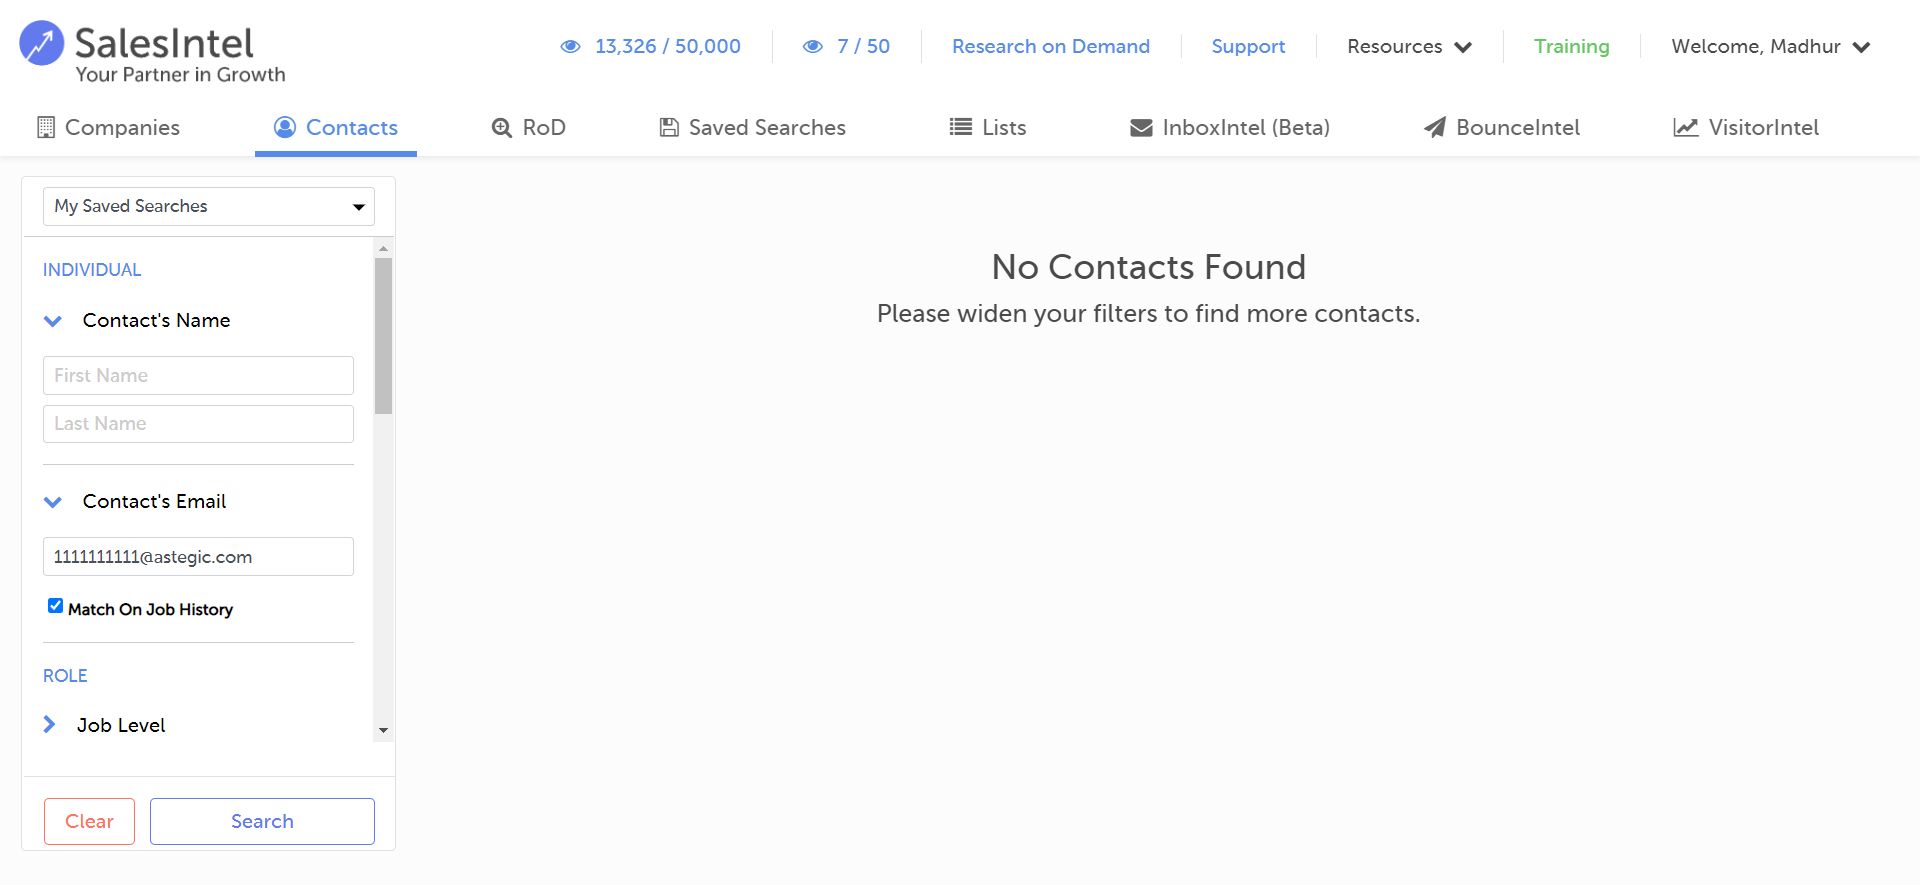 SalesIntel
Your Partner in Growth
13,326 / 50,000
7 / 50
Research on Demand
Support
Resources
Training
Welcome, Madhur
Companies
Contacts
RoD
Saved Searches
Lists
InboxIntel (Beta)
BounceIntel
VisitorIntel
My Saved Searches
INDIVIDUAL
Contact's Name
First Name
Last Name
Contact's Email
1111111111@astegic.com
Match On Job History
ROLE
Job Level
Clear
Search
No Contacts Found
Please widen your filters to find more contacts.